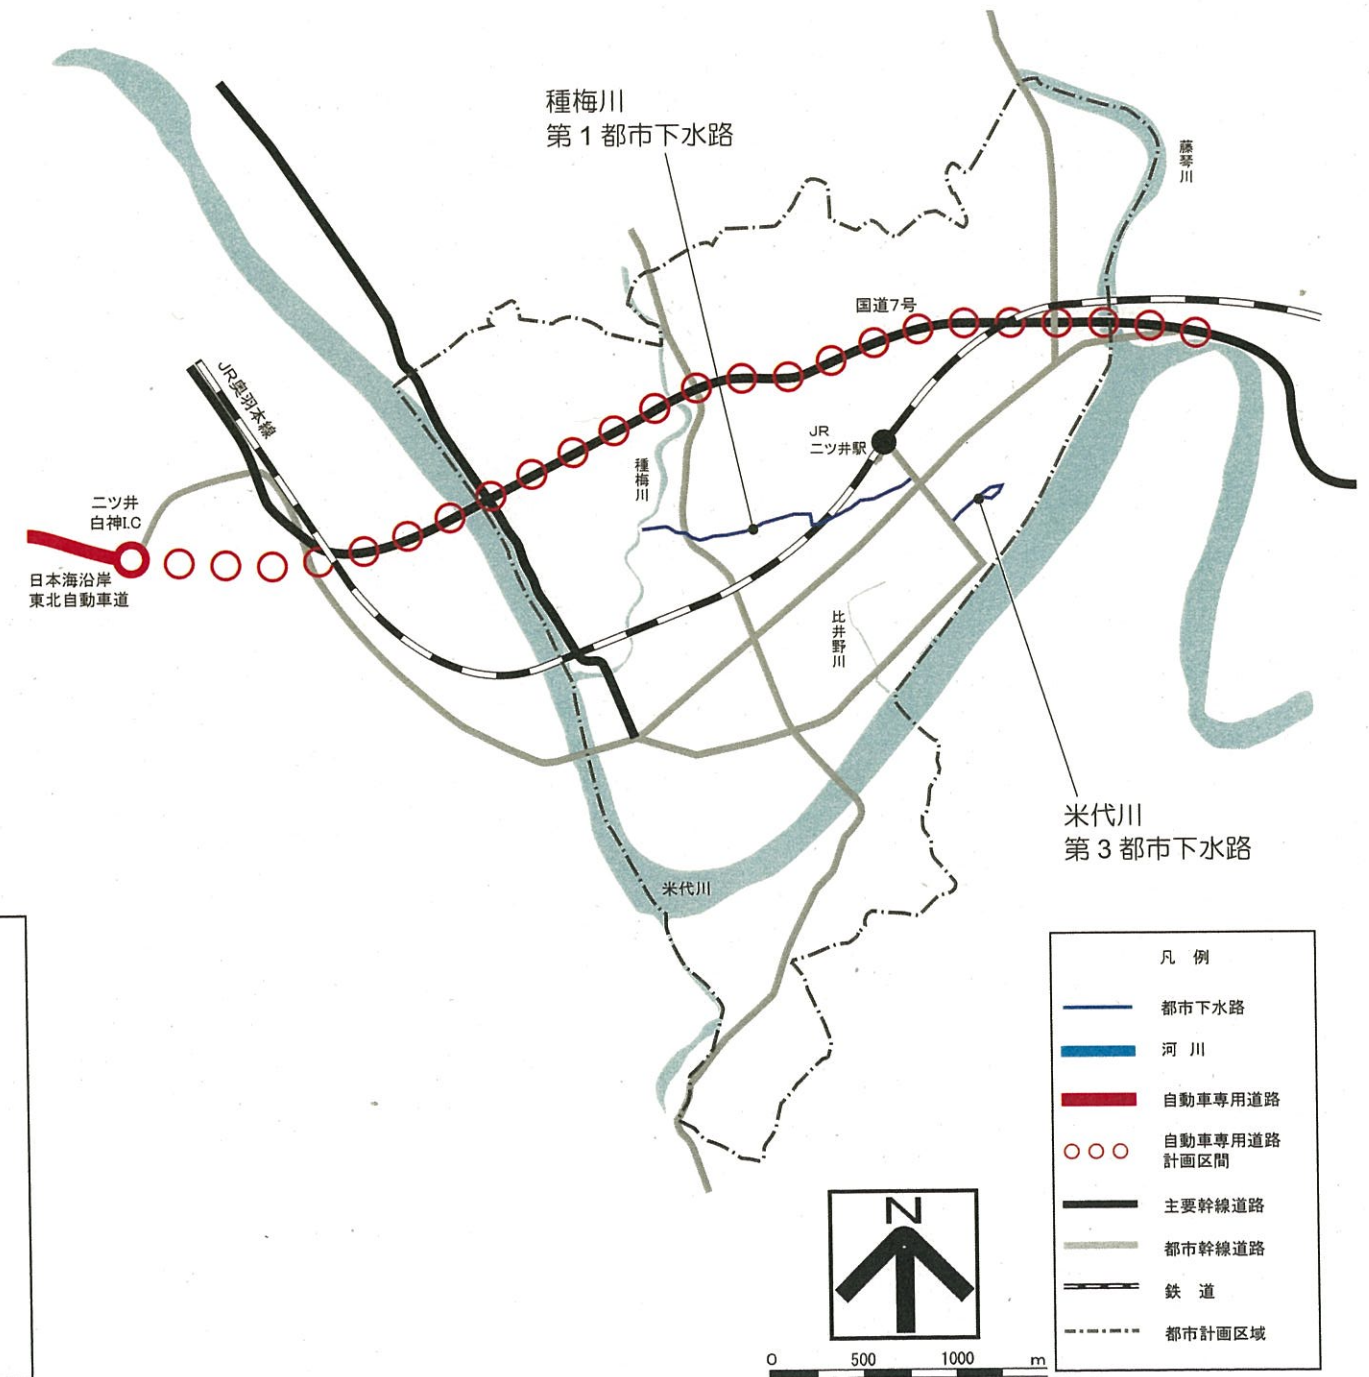 種梅川
第1都市下水路
藤琴川
国道7号
JR奥羽本線
JR
二ツ井駅
種梅川
二ツ井
白神I.C
日本海沿岸
東北自動車道
比井野川
米代川
第3都市下水路
米代川
凡 例
都市下水路
河 川
自動車専用道路
自動車専用道路
計画区間
主要幹線道路
都市幹線道路
鉄 道
都市計画区域
N
0 500 1000 m